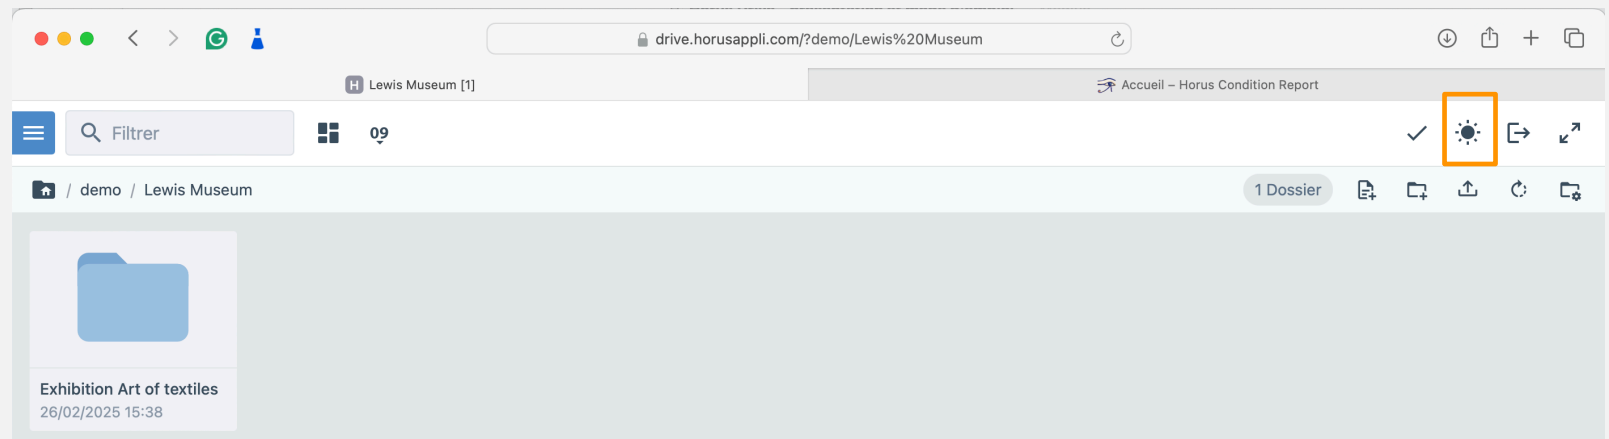 drive.horusappli.com/?demo/Lewis%20Museum
H Lewis Museum [1]
Accueil – Horus Condition Report
Filtrer
09
/ demo / Lewis Museum
1 Dossier
Exhibition Art of textiles
26/02/2025 15:38